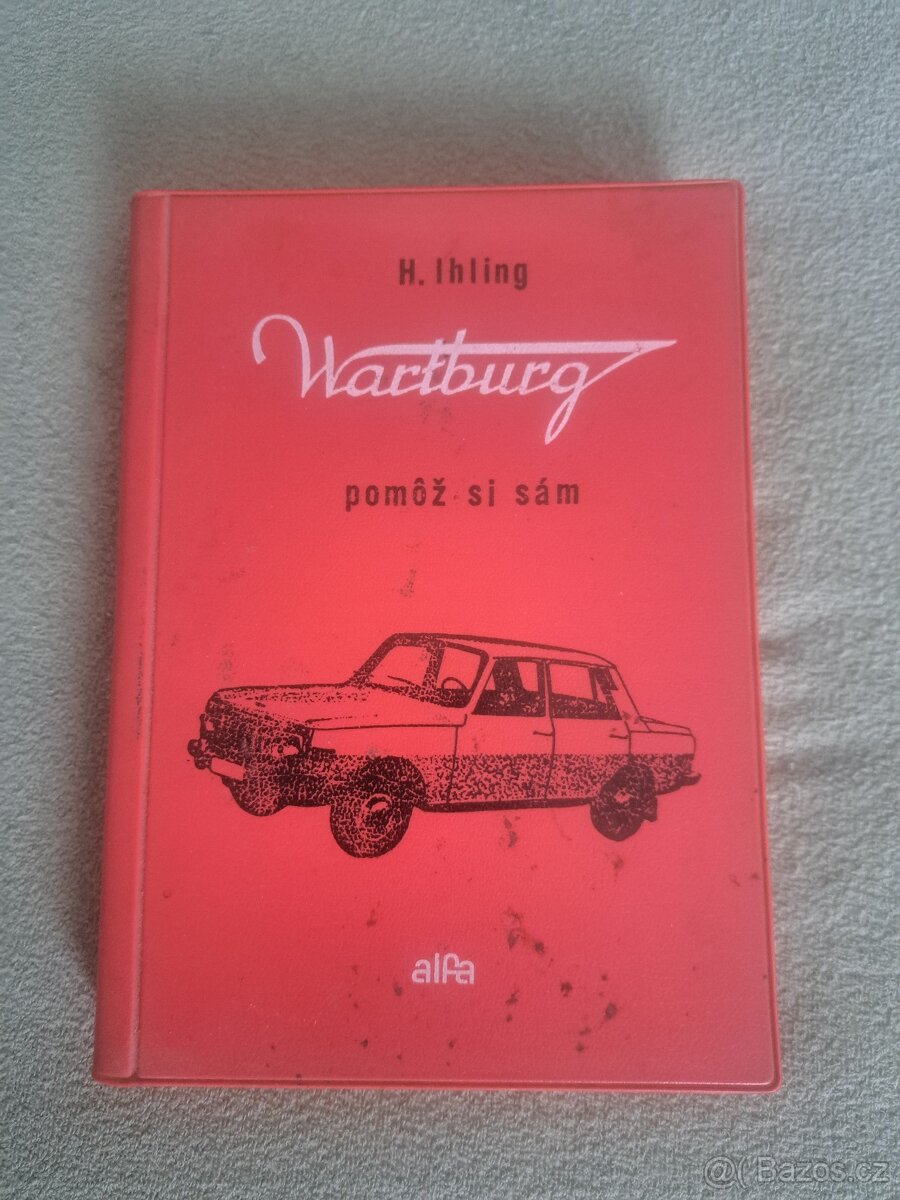 H. Ihling
Wartburg
pomôž si sám
alfa
@( Bazos.cz